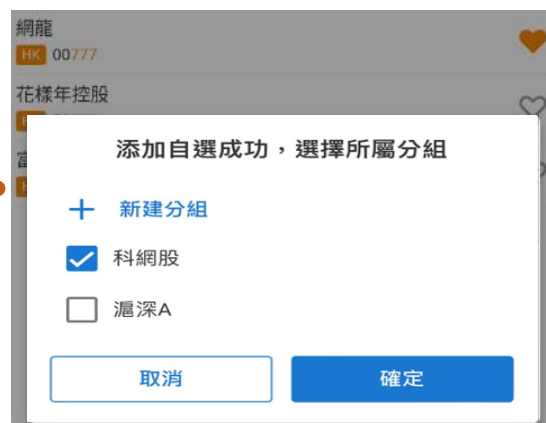 網龍
HK 00777
花樣年控股
添加自選成功，選擇所屬分組
+ 新建分組
科網股
滬深A
取消
確定